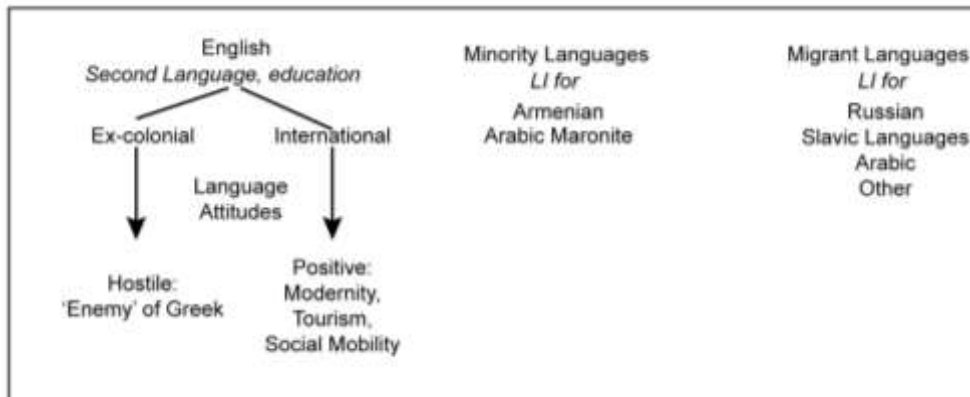 English
Second Language, education
Ex-colonial
International
Language
Attitudes
Hostile:
‘Enemy’ of Greek
Positive:
Modernity,
Tourism,
Social Mobility
Minority Languages
LI for
Armenian
Arabic Maronite
Migrant Languages
LI for
Russian
Slavic Languages
Arabic
Other